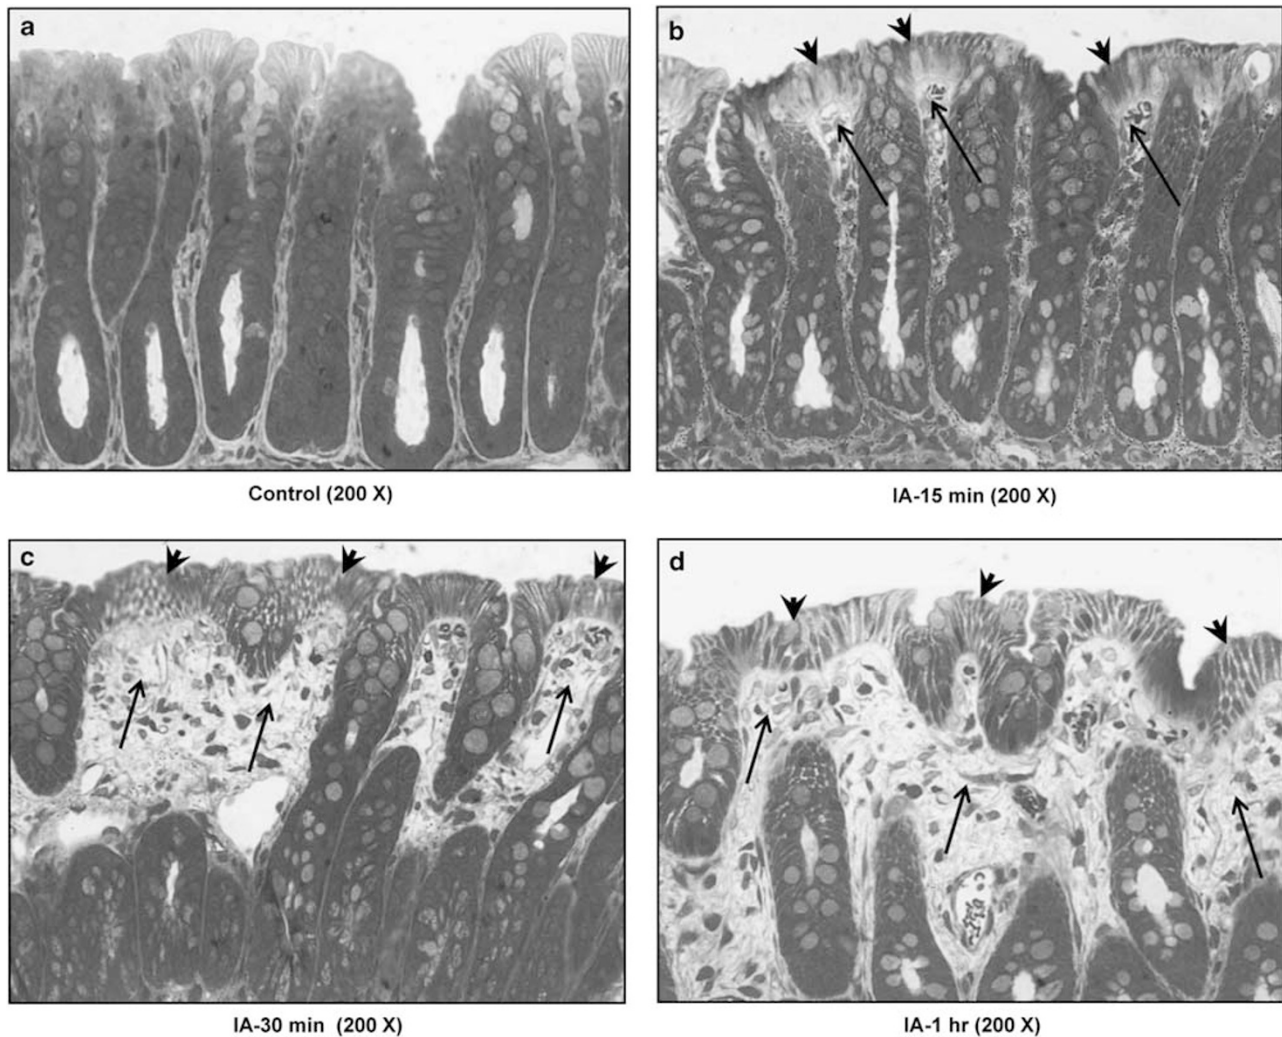 a
b
Control (200 X)
IA-15 min (200 X)
c
d
IA-30 min (200 X)
IA-1 hr (200 X)